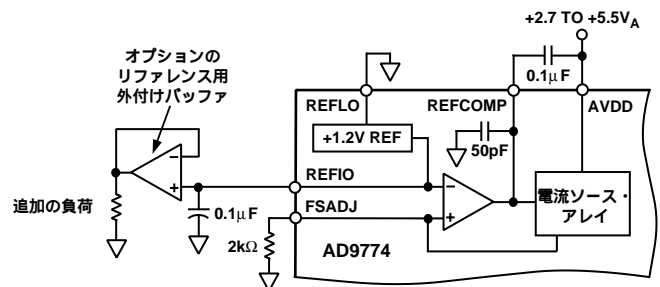 +2.7 TO +5.5VA
オプションの
リファレンス用
外付けバッファ
0.1μF
REFLO
REFCOMP
AVDD
+1.2V REF
50pF
REFIO
電流ソース・
アレイ
追加の負荷
0.1μF
FSADJ
2kΩ
AD9774
−
+
−
+